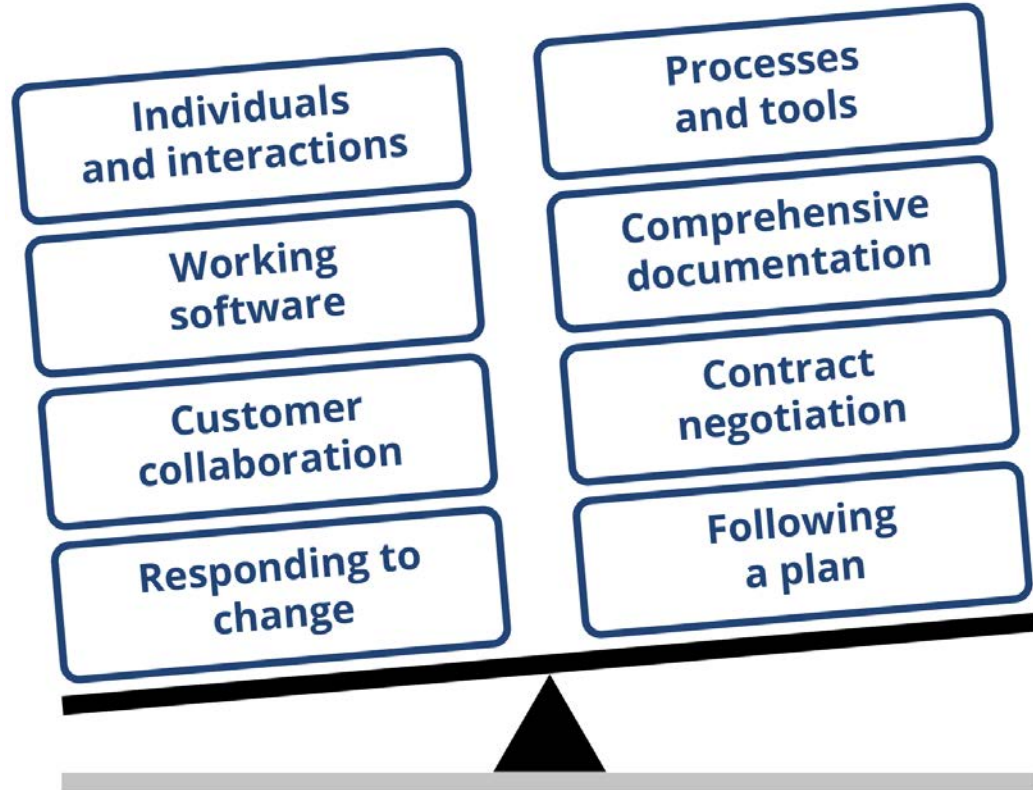 Individuals
and interactions
Working
software
Customer
collaboration
Responding to
change
Processes
and tools
Comprehensive
documentation
Contract
negotiation
Following
a plan